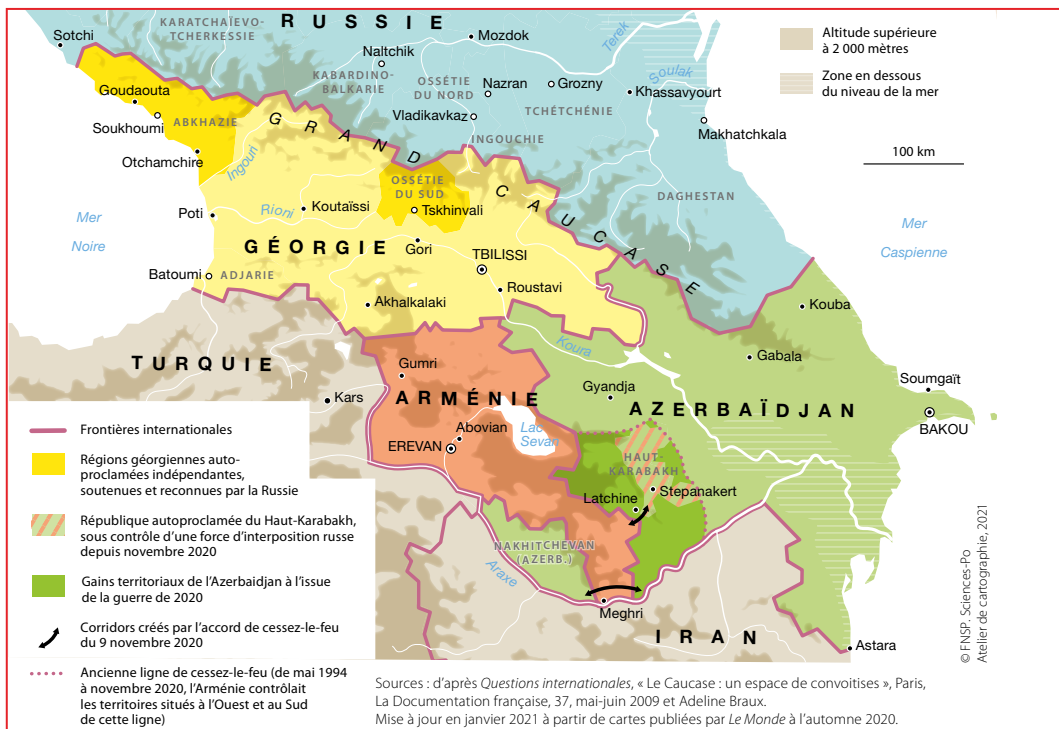 RUSSIE
KARATCHAÏEVO-
TCHERKESSIE
Sotchi
Mozdok
Terek
Naltchik
KABARDINO-
BALKARIE
OSSÉTIE
DU NORD
Nazran
Grozny
Soulak
Khassavyourt
TCHÉTCHÉNIE
Vladikavkaz
INGOUCHIE
Makhatchkala
Goudaouta
Soukhoumi
ABKHAZIE
Otchamchire
GRAND CAUCASE
Ingouri
OSSÉTIE
DU SUD
Tskhinvali
DAGHESTAN
Mer
Noire
Poti
Rioni
Koutaïssi
GÉORGIE
Gori
TBILISSI
Roustavi
Mer
Caspienne
Batoumi
ADJARIE
Akhalkalaki
Kouba
Koura
Gabala
TURQUIE
Gumri
Kars
ARMÉNIE
Gyandja
AZERBAÏDJAN
Soumgaït
BAKOU
Abovian
EREVAN
Lac
Sevan
HAUT-
KARABAKH
Stepanakert
Latchine
NAKHITCHEVAN
(AZERB.)
Araxe
Meghri
IRAN
Astara
Altitude supérieure
à 2 000 mètres
Zone en dessous
du niveau de la mer
100 km
Frontières internationales
Régions géorgiennes auto-
proclamées indépendantes,
soutenues et reconnues par la Russie
République autoproclamée du Haut-Karabakh,
sous contrôle d'une force d'interposition russe
depuis novembre 2020
Gains territoriaux de l'Azerbaidjan à l'issue
de la guerre de 2020
Corridors créés par l'accord de cessez-le-feu
du 9 novembre 2020
Ancienne ligne de cessez-le-feu (de mai 1994
à novembre 2020, l'Arménie contrôlait
les territoires situés à l'Ouest et au Sud
de cette ligne)
Sources : d'après Questions internationales, « Le Caucase : un espace de convoitises », Paris,
La Documentation française, 37, mai-juin 2009 et Adeline Braux.
Mise à jour en janvier 2021 à partir de cartes publiées par Le Monde à l'automne 2020.
© FNSP. Sciences-Po
Atelier de cartographie, 2021